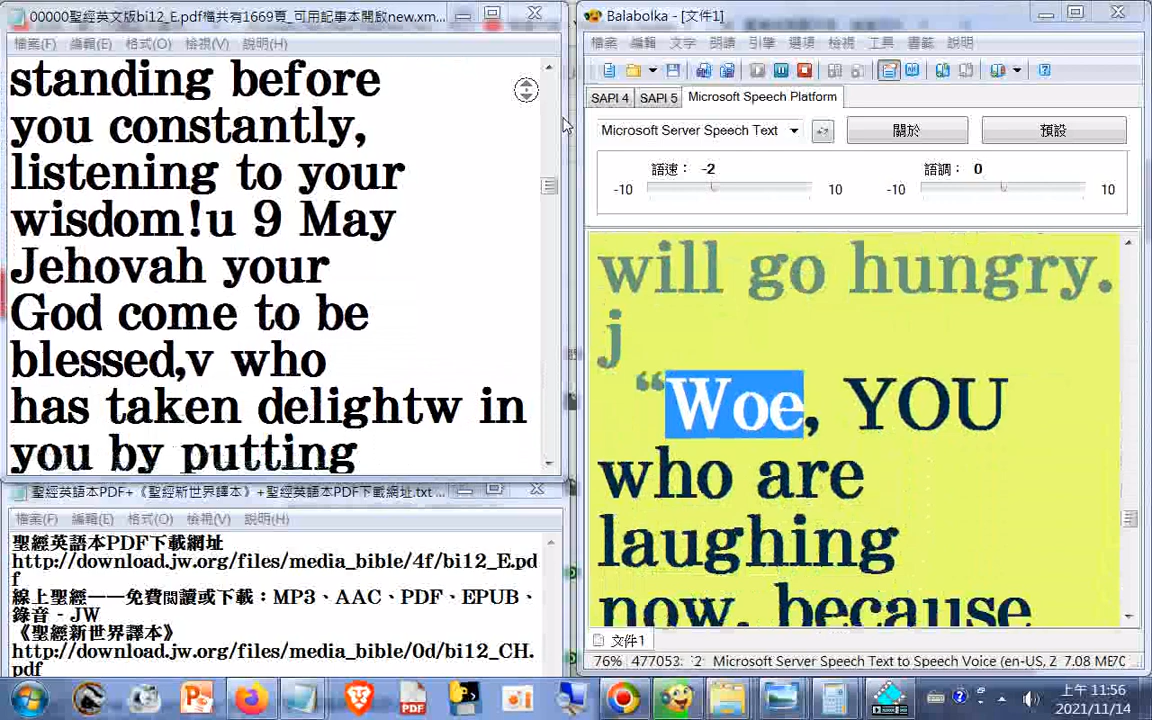 00000聖經英文版bi12_E.pdf檔共有1669頁_可用記事本開啟new.xm...
檔案(F) 編輯(E) 格式(O) 檢視(V) 說明(H)
standing before
you constantly,
listening to your
wisdom!u 9 May
Jehovah your
God come to be
blessed,v who
has taken delightw in
you by putting
聖經英語本PDF+《聖經新世界譯本》+聖經英語本PDF下載網址.txt ...
檔案(F) 編輯(E) 格式(O) 檢視(V) 說明(H)
聖經英語本PDF下載網址
http://download.jw.org/files/media_bible/4f/bi12_E.pd
f
線上聖經——免費閱讀或下載：MP3、AAC、PDF、EPUB、
錄音 - JW
《聖經新世界譯本》
http://download.jw.org/files/media_bible/0d/bi12_CH.
pdf
Balabolka - [文件1]
檔案 編輯 文字 朗讀 引擎 選項 檢視 工具 書籤 說明
SAPI 4 SAPI 5 Microsoft Speech Platform
Microsoft Server Speech Text 關於 預設
語速： -2 語調： 0
-10 10 -10 10
will go hungry.
j
“Woe, YOU
who are
laughing
now, because
文件1
76% 477053: Microsoft Server Speech Text to Speech Voice (en-US, Z 7.08 ME
PDF
上午 11:56
2021/11/14